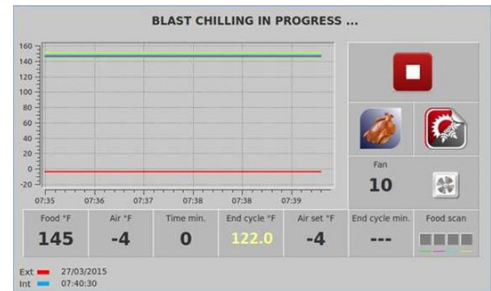 BLAST CHILLING IN PROGRESS ...
160
140
120
100
80
60
40
20
0
-20
07:35 07:36 07:37 07:38 07:38 07:39
Fan
10
Food °F Air °F Time min. End cycle °F Air set °F End cycle min. Food scan
145 -4 0 122.0 -4 ---
Ext 27/03/2015
Int 07:40:30